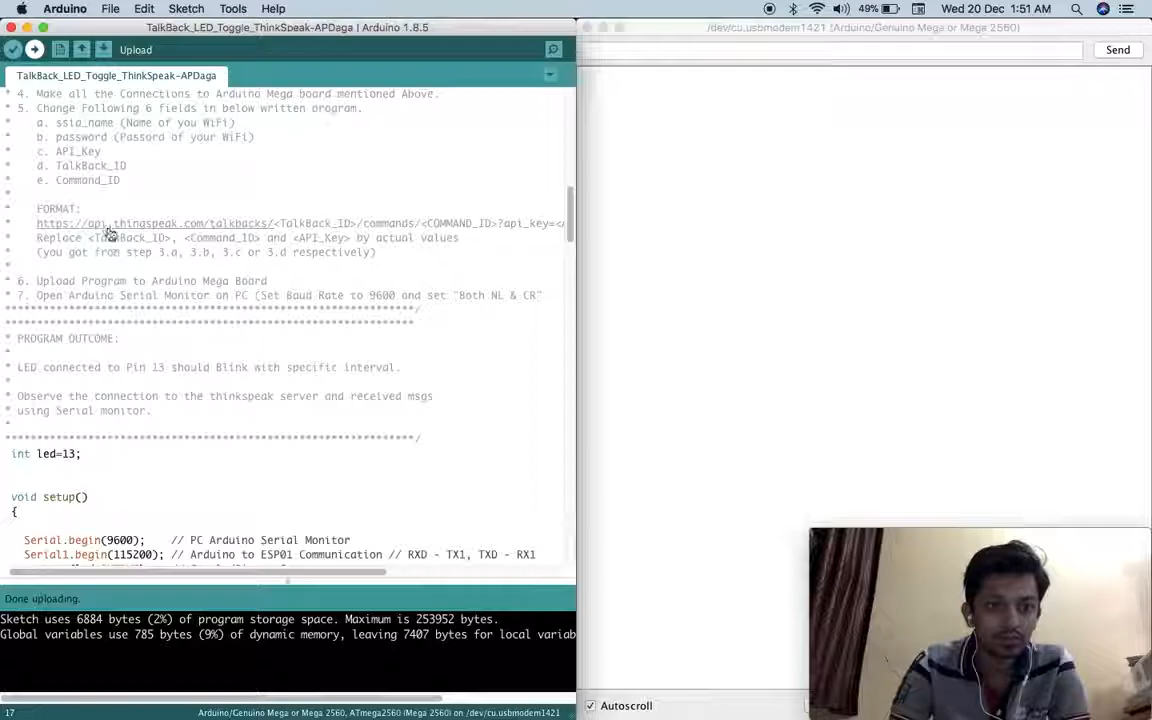 Arduino File Edit Sketch Tools Help 49% Wed 20 Dec 1:51 AM
TalkBack_LED_Toggle_ThinkSpeak-APDaga | Arduino 1.8.5
/dev/cu.usbmodem1421 (Arduino/Genuino Mega or Mega 2560)
Upload
Send
TalkBack_LED_Toggle_ThinkSpeak-APDaga
* 4. Make all the Connections to Arduino Mega board mentioned Above.
* 5. Change Following 6 fields in below written program.
* a. ssid_name (Name of you WiFi)
* b. password (Passord of your WiFi)
* c. API_Key
* d. TalkBack_ID
* e. Command_ID
*
* FORMAT:
* https://api.thingspeak.com/talkbacks/<TalkBack_ID>/commands/<COMMAND_ID>?api_key=<
* Replace <TalkBack_ID>, <Command_ID> and <API_Key> by actual values
* (you got from step 3.a, 3.b, 3.c or 3.d respectively)
*
* 6. Upload Program to Arduino Mega Board
* 7. Open Arduino Serial Monitor on PC (Set Baud Rate to 9600 and set "Both NL & CR"
*******************************************************************/
********************************************************************
* PROGRAM OUTCOME:
*
* LED connected to Pin 13 should Blink with specific interval.
*
* Observe the connection to the thinkspeak server and received msgs
* using Serial monitor.
*
*******************************************************************/
int led=13;
void setup()
{
Serial.begin(9600); // PC Arduino Serial Monitor
Serial1.begin(115200); // Arduino to ESP01 Communication // RXD - TX1, TXD - RX1
Done uploading.
Sketch uses 6884 bytes (2%) of program storage space. Maximum is 253952 bytes.
Global variables use 785 bytes (9%) of dynamic memory, leaving 7407 bytes for local variab
17 Arduino/Genuino Mega or Mega 2560, ATmega2560 (Mega 2560) on /dev/cu.usbmodem1421
Autoscroll